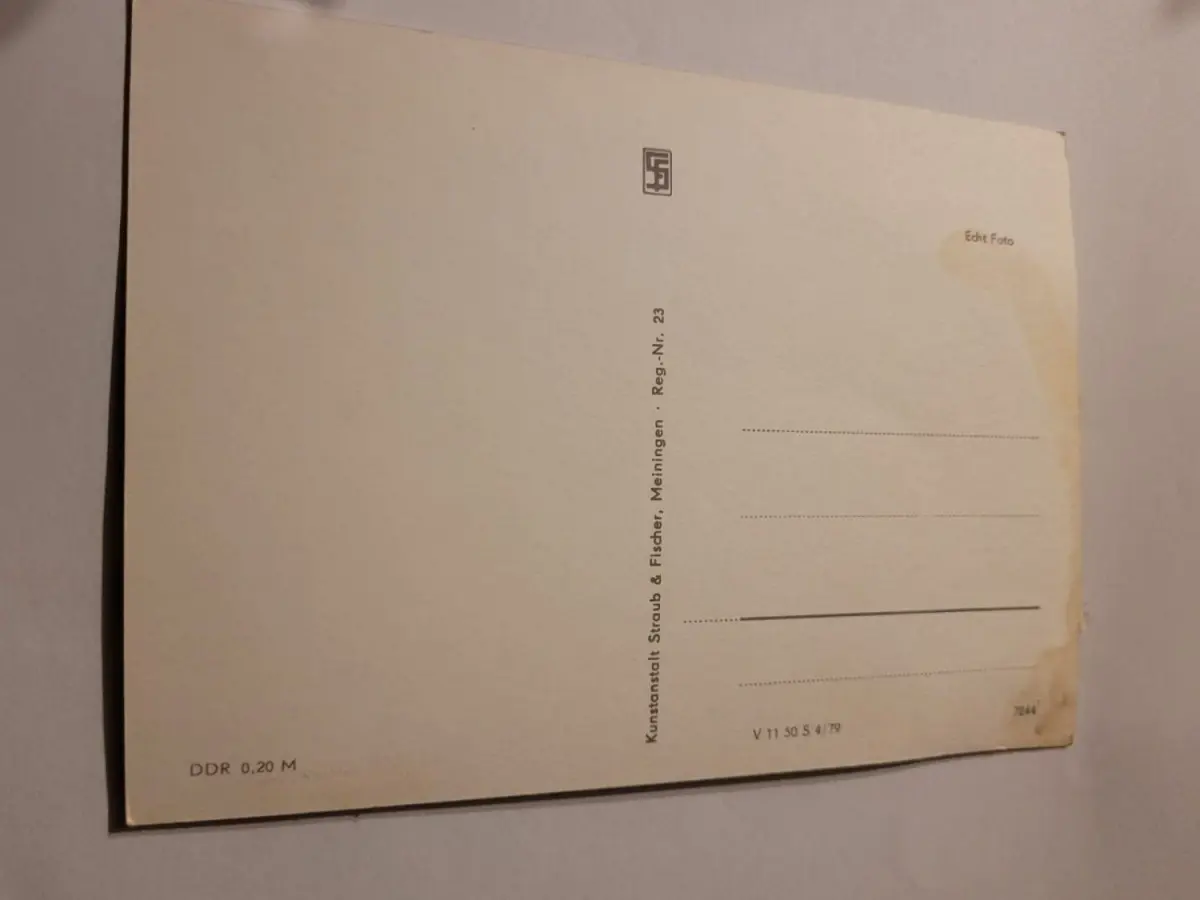 Echt Foto
Kunstanstalt Straub & Fischer, Meiningen · Reg.-Nr. 23
V 11 50 S 4/79
7844
DDR 0,20 M